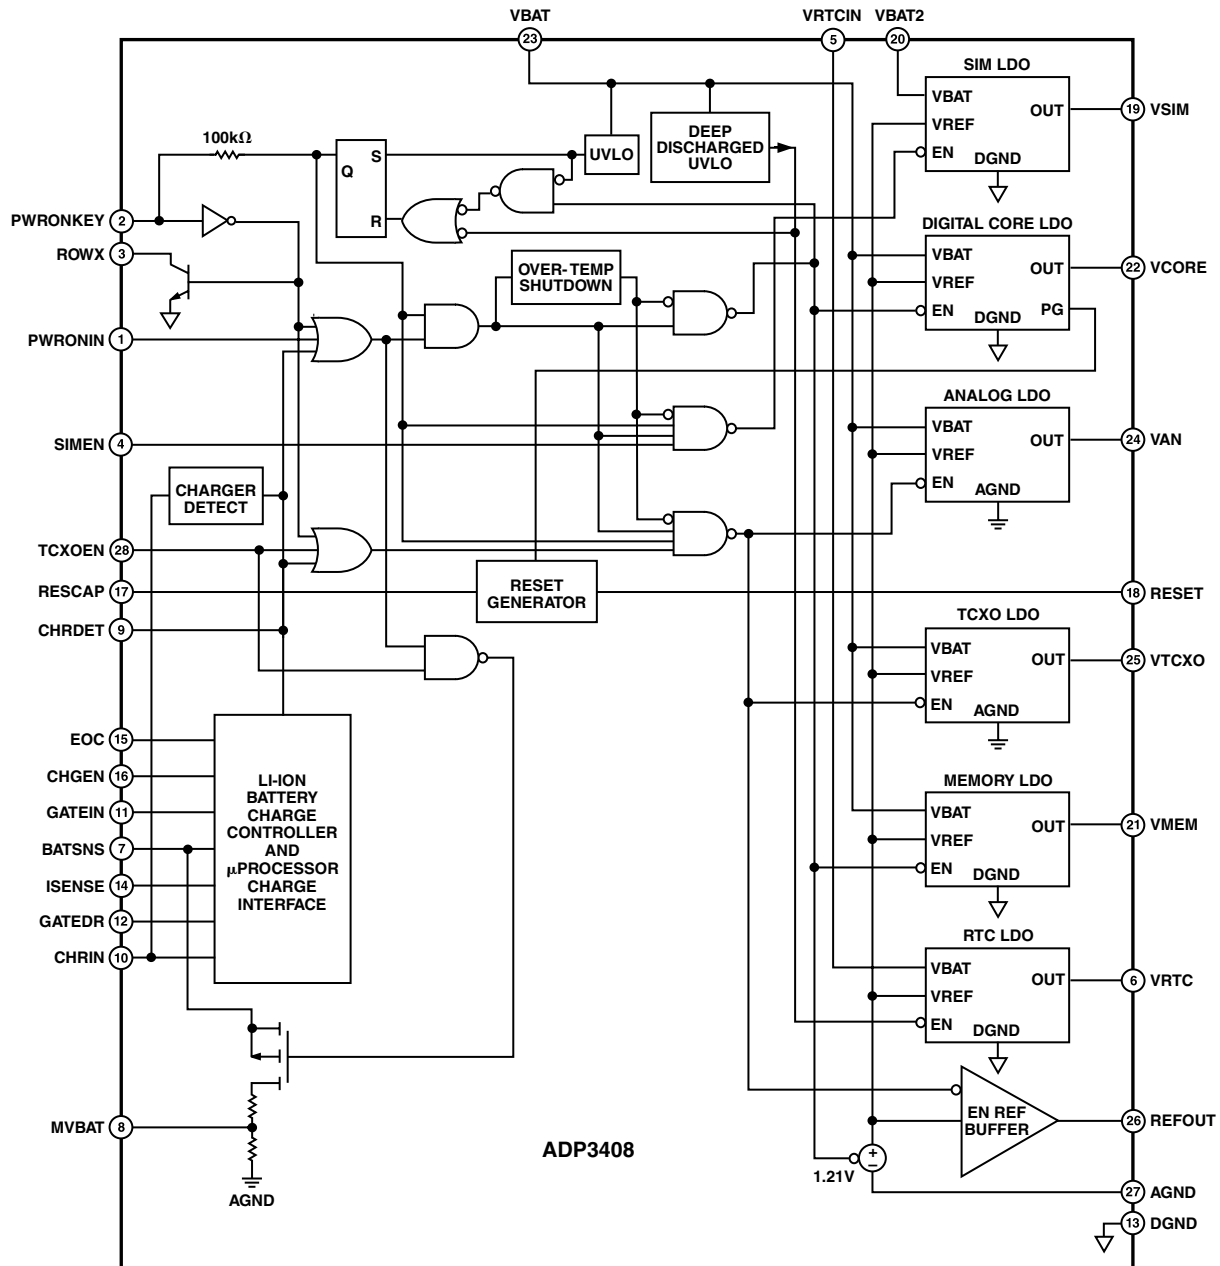 VBAT
23
VRTCIN
5
VBAT2
20
SIM LDO
VBAT
VREF
EN
OUT
DGND
19 VSIM
100kΩ
S
Q
R
UVLO
DEEP
DISCHARGED
UVLO
PWRONKEY 2
ROWX 3
PWRONIN 1
OVER-TEMP
SHUTDOWN
DIGITAL CORE LDO
VBAT
VREF
EN
OUT
PG
DGND
22 VCORE
ANALOG LDO
VBAT
VREF
EN
OUT
AGND
24 VAN
SIMEN 4
CHARGER
DETECT
TCXOEN 28
RESCAP 17
CHRDET 9
RESET
GENERATOR
18 RESET
TCXO LDO
VBAT
VREF
EN
OUT
AGND
25 VTCXO
EOC 15
CHGEN 16
GATEIN 11
BATSNS 7
ISENSE 14
GATEDR 12
CHRIN 10
LI-ION
BATTERY
CHARGE
CONTROLLER
AND
μPROCESSOR
CHARGE
INTERFACE
MEMORY LDO
VBAT
VREF
EN
OUT
DGND
21 VMEM
RTC LDO
VBAT
VREF
EN
OUT
DGND
6 VRTC
MVBAT 8
AGND
ADP3408
EN REF
BUFFER
26 REFOUT
+
−
1.21V
27 AGND
13 DGND